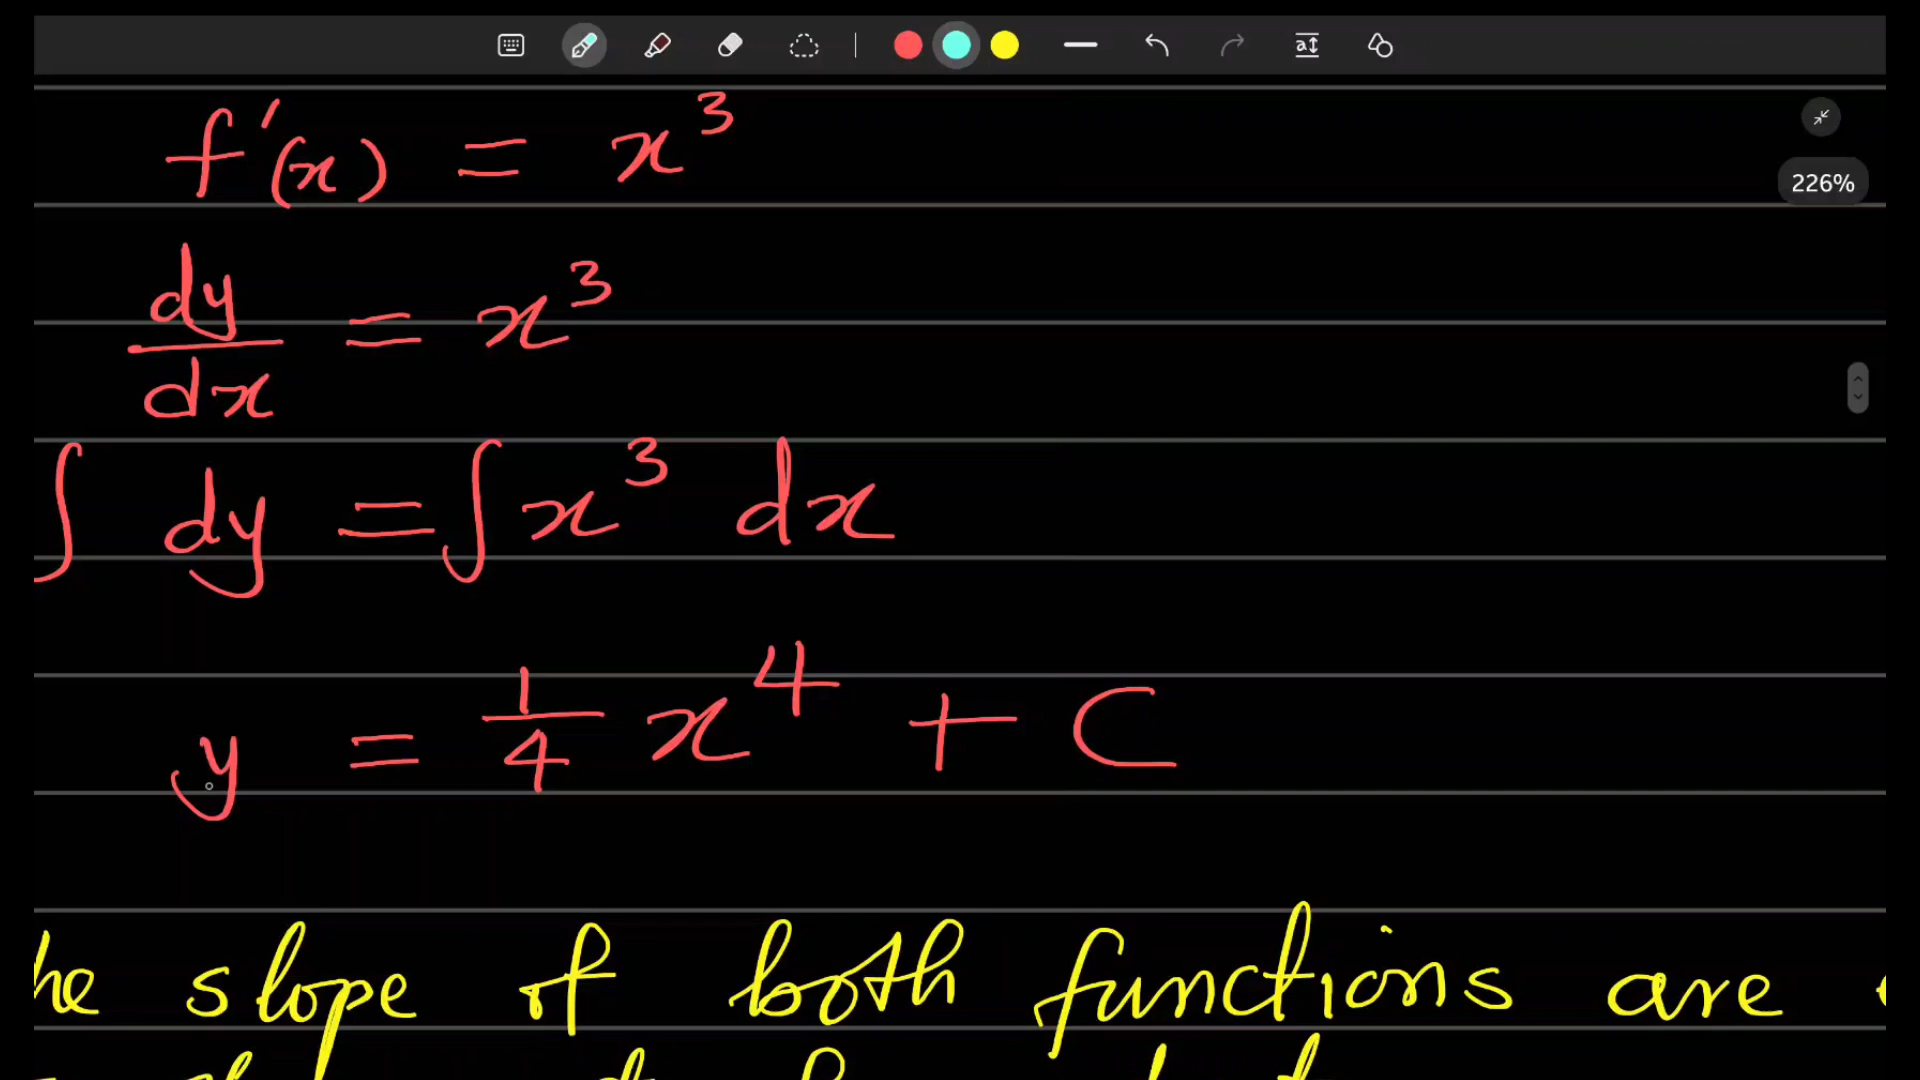 226%
f'(x) = x³
dy/dx = x³
∫ dy = ∫ x³ dx
y = 1/4 x⁴ + C
he slope of both functions are